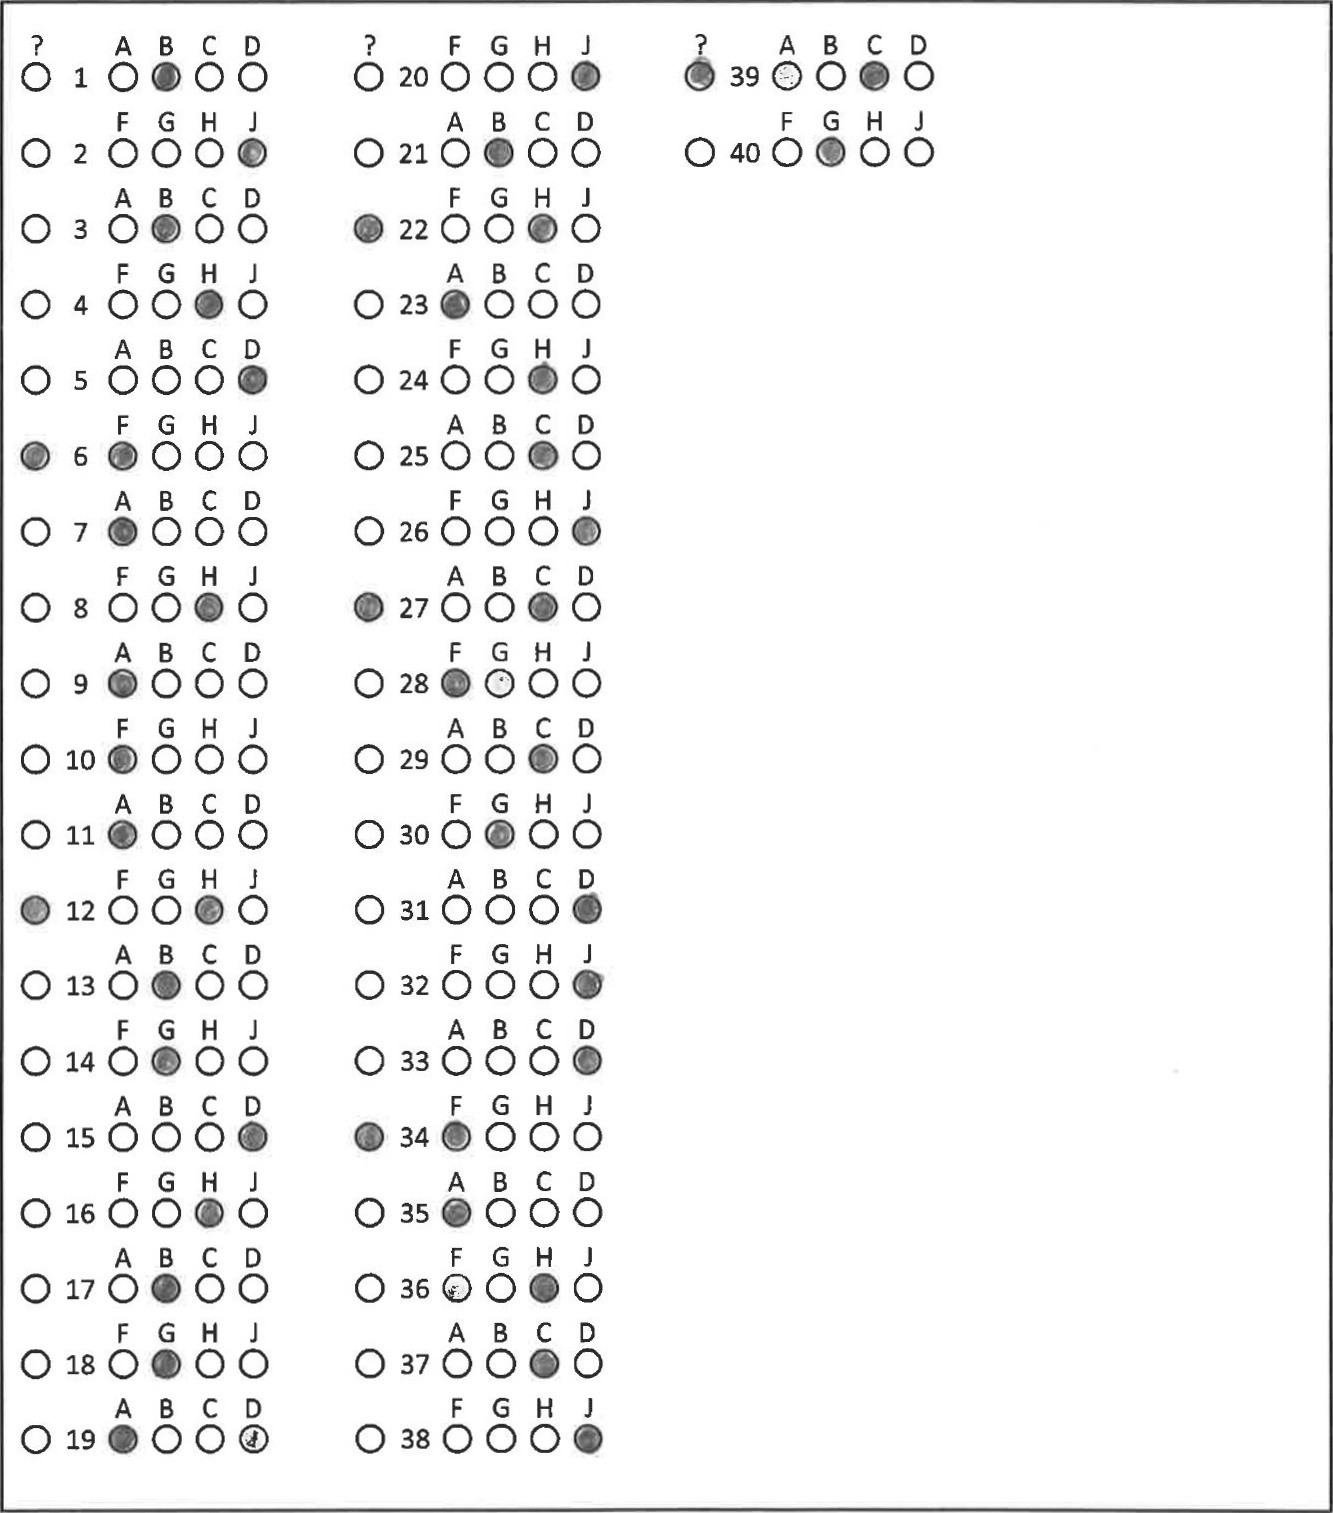 ? A B C D
1
F G H J
2
A B C D
3
F G H J
4
A B C D
5
F G H J
6
A B C D
7
F G H J
8
A B C D
9
F G H J
10
A B C D
11
F G H J
12
A B C D
13
F G H J
14
A B C D
15
F G H J
16
A B C D
17
F G H J
18
A B C D
19
? F G H J
20
A B C D
21
F G H J
22
A B C D
23
F G H J
24
A B C D
25
F G H J
26
A B C D
27
F G H J
28
A B C D
29
F G H J
30
A B C D
31
F G H J
32
A B C D
33
F G H J
34
A B C D
35
F G H J
36
A B C D
37
F G H J
38
? A B C D
39
F G H J
40